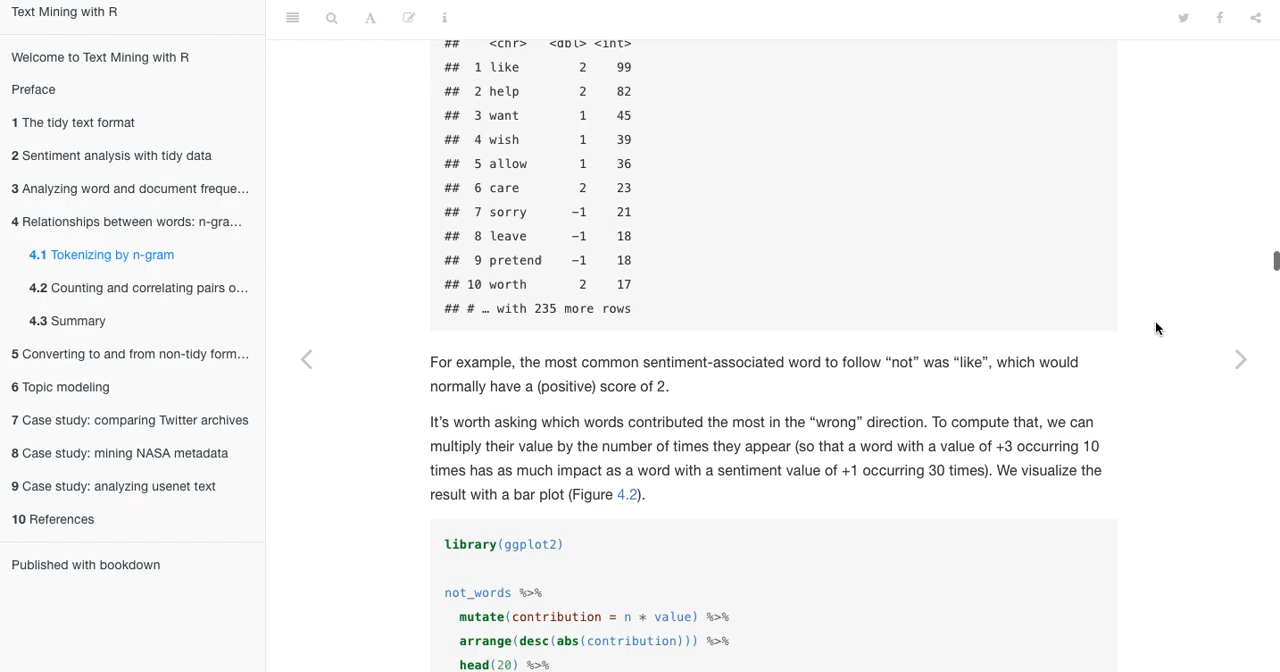 Text Mining with R
Welcome to Text Mining with R
Preface
1 The tidy text format
2 Sentiment analysis with tidy data
3 Analyzing word and document freque…
4 Relationships between words: n-gra…
4.1 Tokenizing by n-gram
4.2 Counting and correlating pairs o…
4.3 Summary
5 Converting to and from non-tidy form…
6 Topic modeling
7 Case study: comparing Twitter archives
8 Case study: mining NASA metadata
9 Case study: analyzing usenet text
10 References
Published with bookdown
##    <chr>   <dbl> <int>
##  1 like        2    99
##  2 help        2    82
##  3 want        1    45
##  4 wish        1    39
##  5 allow       1    36
##  6 care        2    23
##  7 sorry      −1    21
##  8 leave      −1    18
##  9 pretend    −1    18
## 10 worth       2    17
## # … with 235 more rows
For example, the most common sentiment-associated word to follow “not” was “like”, which would
normally have a (positive) score of 2.
It’s worth asking which words contributed the most in the “wrong” direction. To compute that, we can
multiply their value by the number of times they appear (so that a word with a value of +3 occurring 10
times has as much impact as a word with a sentiment value of +1 occurring 30 times). We visualize the
result with a bar plot (Figure 4.2).
library(ggplot2)
not_words %>%
  mutate(contribution = n * value) %>%
  arrange(desc(abs(contribution))) %>%
  head(20) %>%